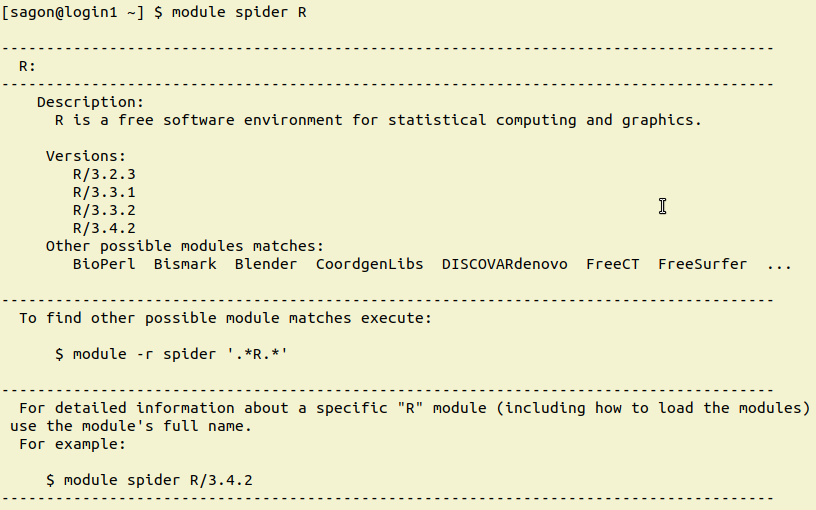 [sagon@login1 ~] $ module spider R
-----------------------------------------------------------------------------
R:
-----------------------------------------------------------------------------
Description:
R is a free software environment for statistical computing and graphics.
Versions:
R/3.2.3
R/3.3.1
R/3.3.2
R/3.4.2
Other possible modules matches:
BioPerl  Bismark  Blender  CoordgenLibs  DISCOVARdenovo  FreeCT  FreeSurfer  ...
-----------------------------------------------------------------------------
To find other possible module matches execute:
$ module -r spider '.*R.*'
-----------------------------------------------------------------------------
For detailed information about a specific "R" module (including how to load the modules)
use the module's full name.
For example:
$ module spider R/3.4.2
-----------------------------------------------------------------------------